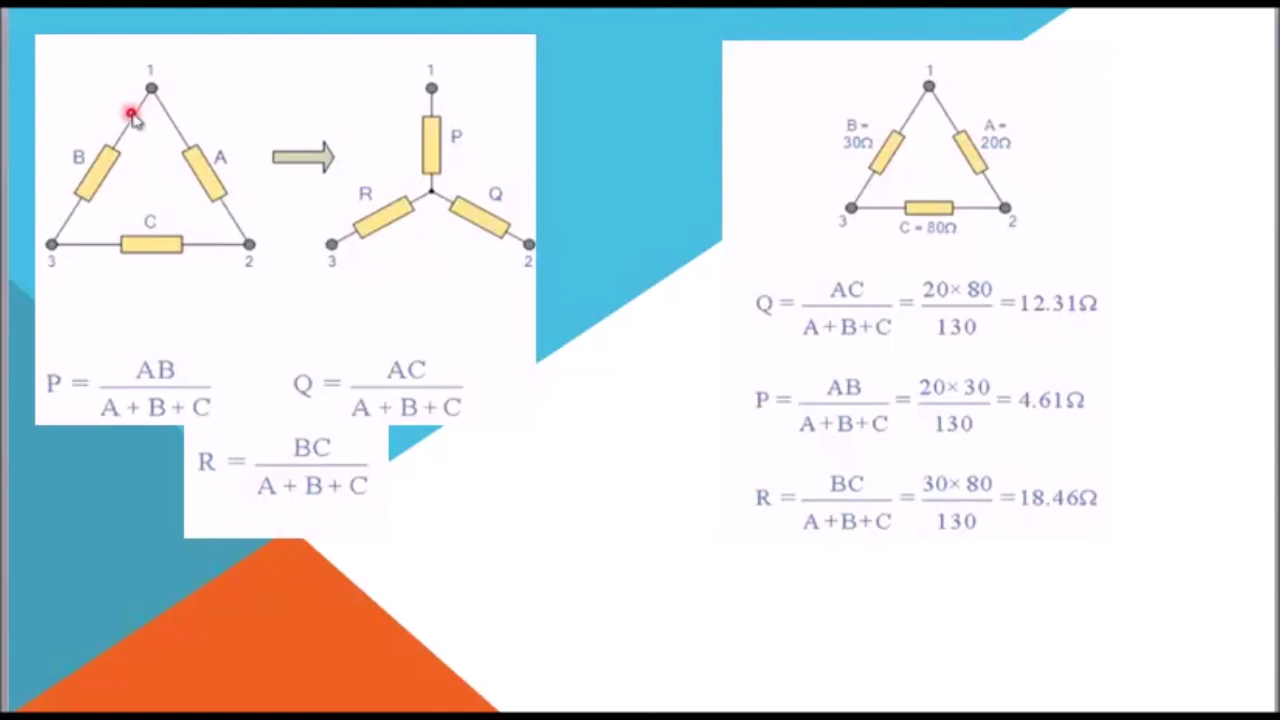 1
B
A
C
3
2
1
P
R
Q
3
2
P = AB / A + B + C
Q = AC / A + B + C
R = BC / A + B + C
1
B =
30Ω
A =
20Ω
3
2
C = 80Ω
Q = AC / A+B+C = 20× 80 / 130 = 12.31Ω
P = AB / A+B+C = 20× 30 / 130 = 4.61Ω
R = BC / A+B+C = 30× 80 / 130 = 18.46Ω